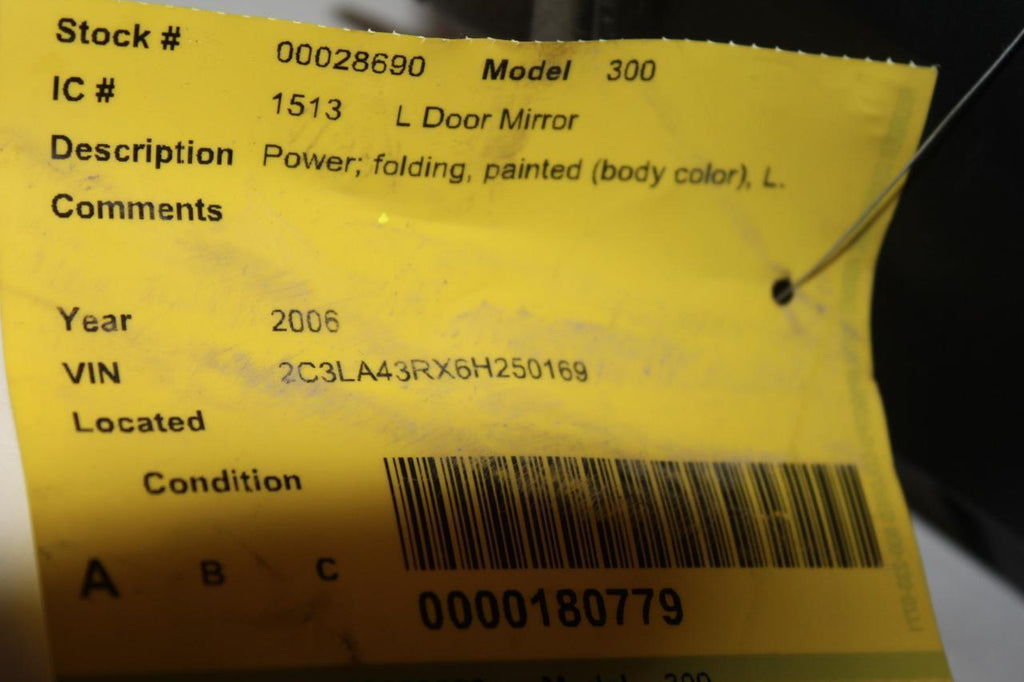 Stock # 00028690 Model 300
IC # 1513 L Door Mirror
Description Power; folding, painted (body color), L.
Comments
Year 2006
VIN 2C3LA43RX6H250169
Located
Condition
A B C
0000180779
300